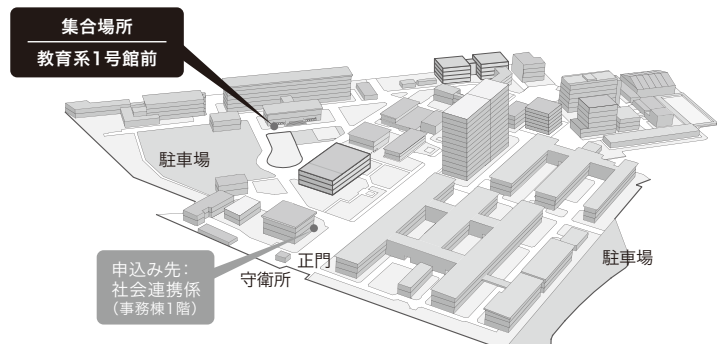 集合場所
教育系1号館前
駐車場
申込み先：
社会連携係
（事務棟1階）
正門
守衛所
駐車場